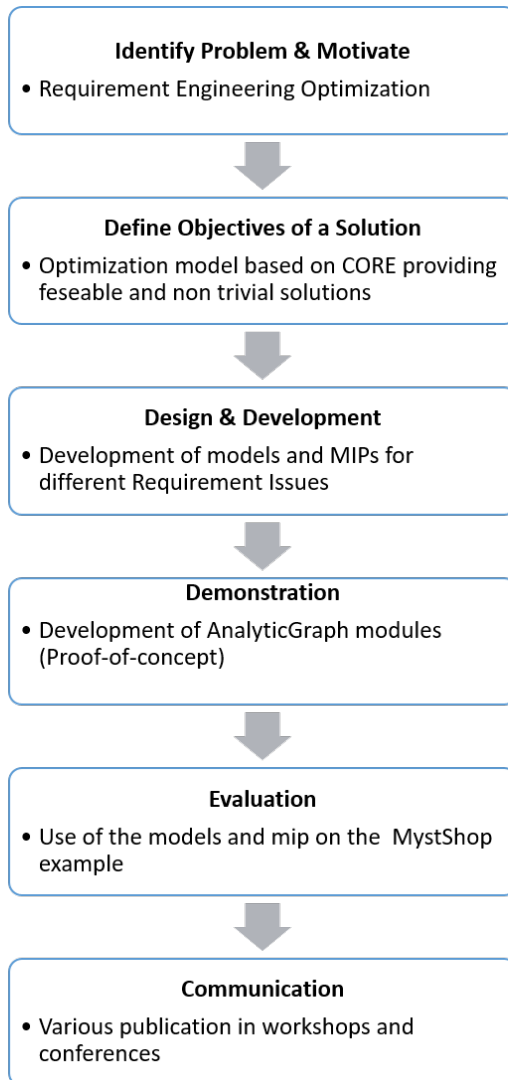 Identify Problem & Motivate
• Requirement Engineering Optimization
Define Objectives of a Solution
• Optimization model based on CORE providing
feseable and non trivial solutions
Design & Development
• Development of models and MIPs for
different Requirement Issues
Demonstration
• Development of AnalyticGraph modules
(Proof-of-concept)
Evaluation
• Use of the models and mip on the MystShop
example
Communication
• Various publication in workshops and
conferences